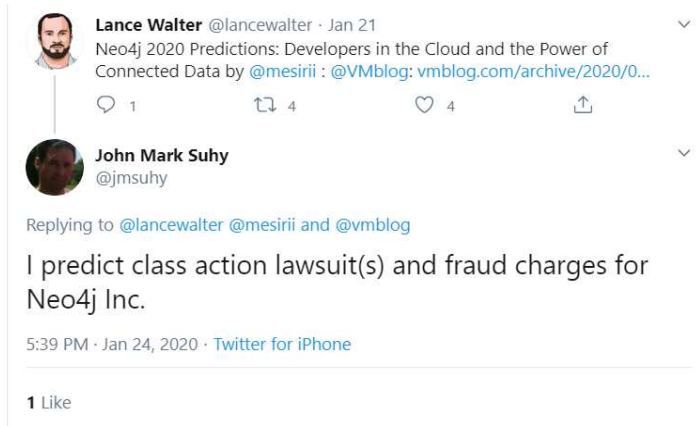 Lance Walter @lancewalter · Jan 21
Neo4j 2020 Predictions: Developers in the Cloud and the Power of
Connected Data by @mesirii : @VMblog: vmblog.com/archive/2020/0...
1 4 4
John Mark Suhy
@jmsuhy
Replying to @lancewalter @mesirii and @vmblog
I predict class action lawsuit(s) and fraud charges for
Neo4j Inc.
5:39 PM · Jan 24, 2020 · Twitter for iPhone
1 Like